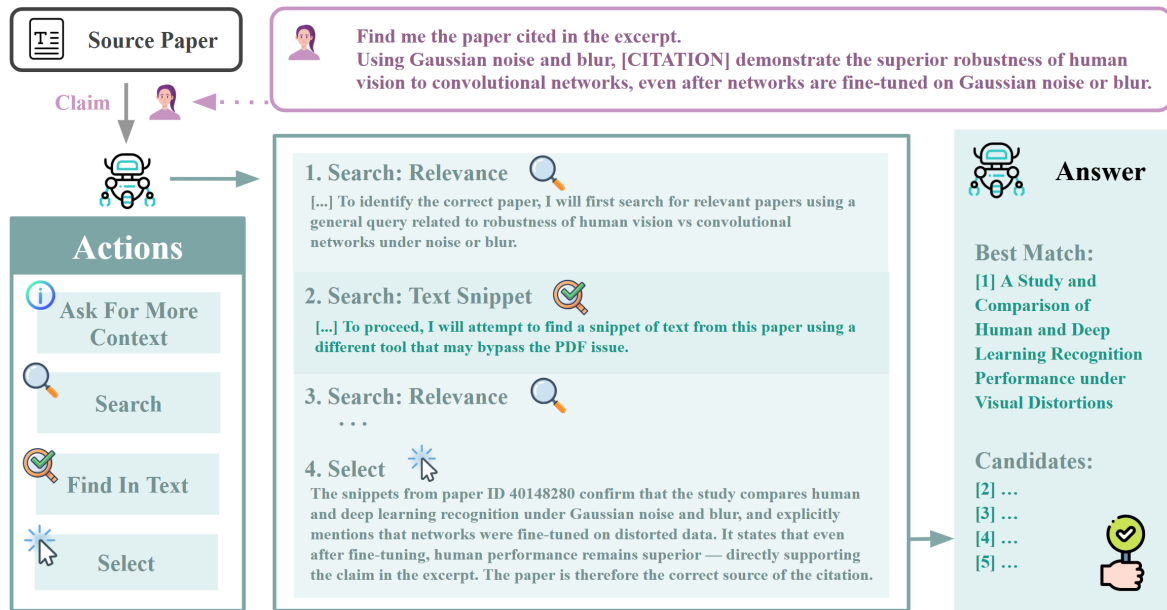 Source Paper
Find me the paper cited in the excerpt.
Using Gaussian noise and blur, [CITATION] demonstrate the superior robustness of human
vision to convolutional networks, even after networks are fine-tuned on Gaussian noise or blur.
Claim
Actions
Ask For More
Context
Search
Find In Text
Select
1. Search: Relevance
[...] To identify the correct paper, I will first search for relevant papers using a
general query related to robustness of human vision vs convolutional
networks under noise or blur.
2. Search: Text Snippet
[...] To proceed, I will attempt to find a snippet of text from this paper using a
different tool that may bypass the PDF issue.
3. Search: Relevance
. . .
4. Select
The snippets from paper ID 40148280 confirm that the study compares human
and deep learning recognition under Gaussian noise and blur, and explicitly
mentions that networks were fine-tuned on distorted data. It states that even
after fine-tuning, human performance remains superior — directly supporting
the claim in the excerpt. The paper is therefore the correct source of the citation.
Answer
Best Match:
[1] A Study and
Comparison of
Human and Deep
Learning Recognition
Performance under
Visual Distortions
Candidates:
[2] ...
[3] ...
[4] ...
[5] ...